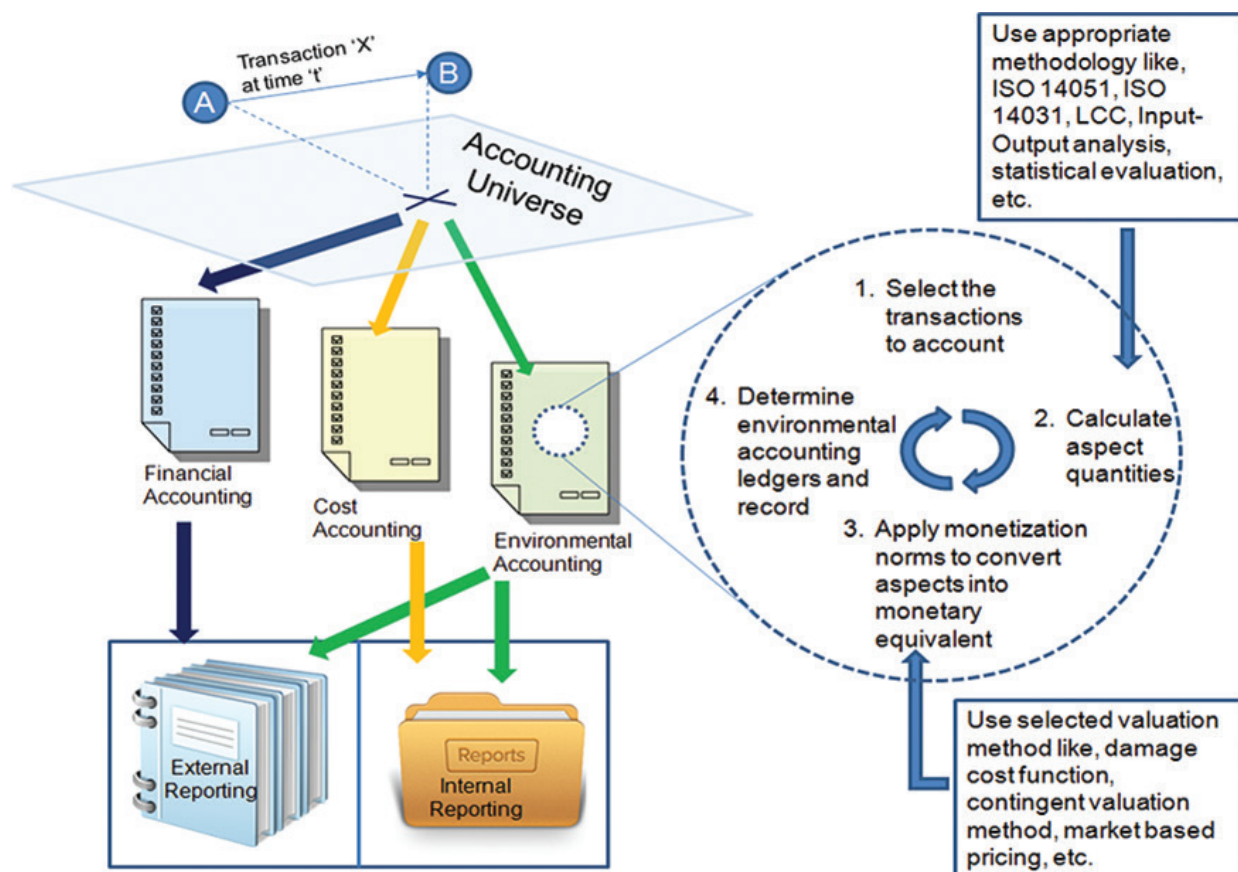 Transaction 'X'
at time 't'
A
B
Accounting
Universe
Financial
Accounting
Cost
Accounting
Environmental
Accounting
External
Reporting
Reports
Internal
Reporting
Use appropriate
methodology like,
ISO 14051, ISO
14031, LCC, Input-
Output analysis,
statistical evaluation,
etc.
1. Select the
transactions
to account
2. Calculate
aspect
quantities
3. Apply monetization
norms to convert
aspects into
monetary
equivalent
4. Determine
environmental
accounting
ledgers and
record
Use selected valuation
method like, damage
cost function,
contingent valuation
method, market based
pricing, etc.